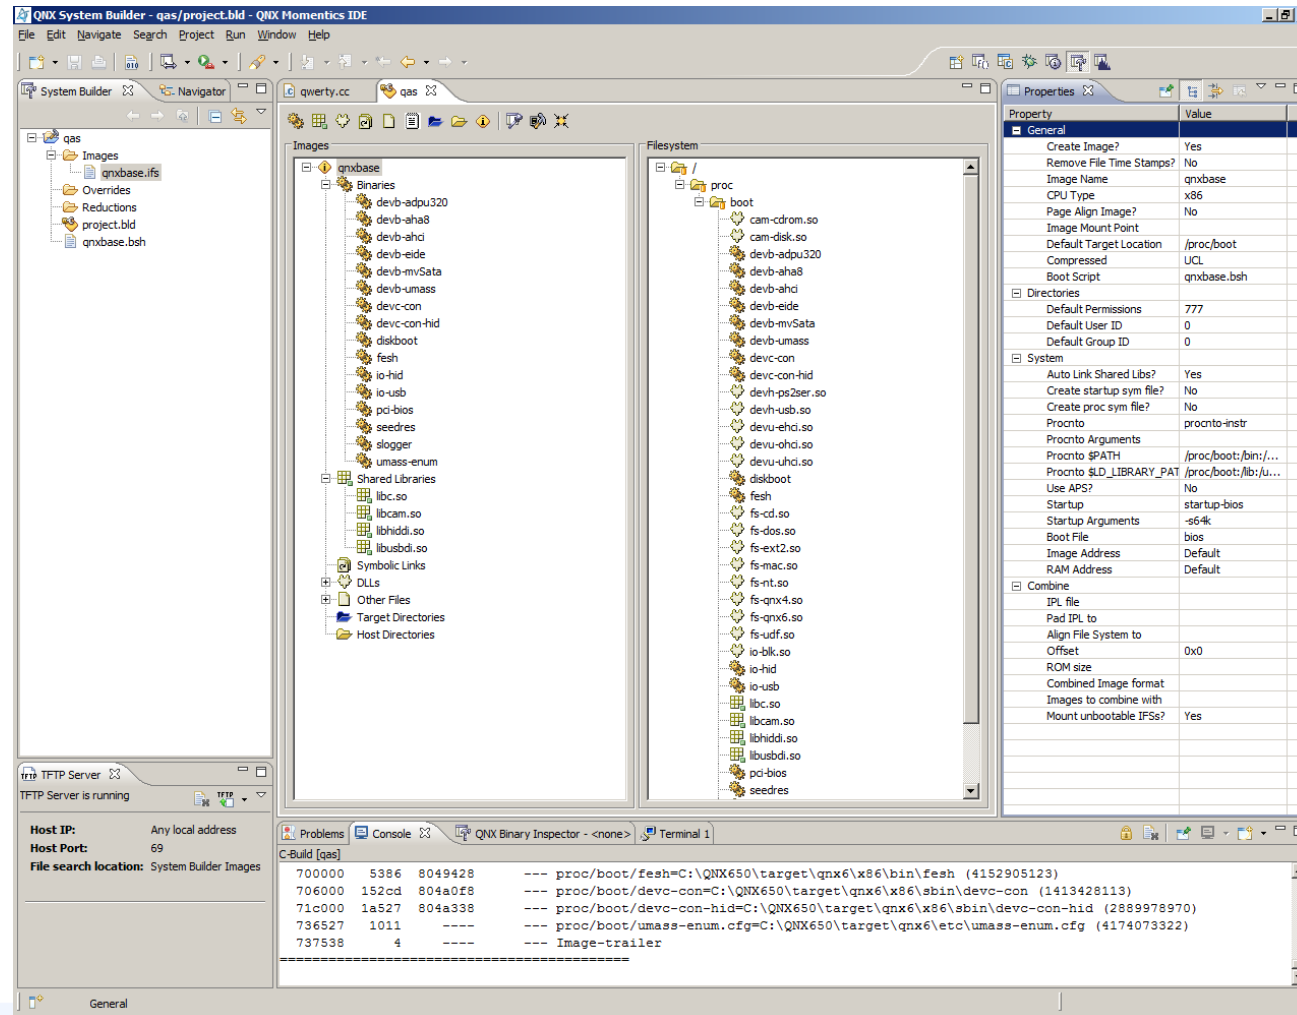 QNX System Builder - qas/project.bld - QNX Momentics IDE
File Edit Navigate Search Project Run Window Help
System Builder
Navigator
qas
Images
qnxbase.ifs
Overrides
Reductions
project.bld
qnxbase.bsh
qwerty.cc
qas
Images
qnxbase
Binaries
devb-adpu320
devb-aha8
devb-ahci
devb-eide
devb-mvSata
devb-umass
devc-con
devc-con-hid
diskboot
fesh
io-hid
io-usb
pci-bios
seedres
slogger
umass-enum
Shared Libraries
libc.so
libcam.so
libhiddi.so
libusbdi.so
Symbolic Links
DLLs
Other Files
Target Directories
Host Directories
Filesystem
/
proc
boot
cam-cdrom.so
cam-disk.so
devb-adpu320
devb-aha8
devb-ahci
devb-eide
devb-mvSata
devb-umass
devc-con
devc-con-hid
devh-ps2ser.so
devh-usb.so
devu-ehci.so
devu-ohci.so
devu-uhci.so
diskboot
fesh
fs-cd.so
fs-dos.so
fs-ext2.so
fs-mac.so
fs-nt.so
fs-qnx4.so
fs-qnx6.so
fs-udf.so
io-blk.so
io-hid
io-usb
libc.so
libcam.so
libhiddi.so
libusbdi.so
pci-bios
seedres
Properties
Property Value
General
Create Image? Yes
Remove File Time Stamps? No
Image Name qnxbase
CPU Type x86
Page Align Image? No
Image Mount Point
Default Target Location /proc/boot
Compressed UCL
Boot Script qnxbase.bsh
Directories
Default Permissions 777
Default User ID 0
Default Group ID 0
System
Auto Link Shared Libs? Yes
Create startup sym file? No
Create proc sym file? No
Procnto procnto-instr
Procnto Arguments
Procnto $PATH /proc/boot:/bin:/...
Procnto $LD_LIBRARY_PAT /proc/boot:/lib:/u...
Use APS? No
Startup startup-bios
Startup Arguments -s64k
Boot File bios
Image Address Default
RAM Address Default
Combine
IPL file
Pad IPL to
Align File System to
Offset 0x0
ROM size
Combined Image format
Images to combine with
Mount unbootable IFSs? Yes
TFTP TFTP Server
TFTP Server is running TFTP
Host IP: Any local address
Host Port: 69
File search location: System Builder Images
Problems Console QNX Binary Inspector - <none> Terminal 1
C-Build [qas]
700000 5386 8049428 --- proc/boot/fesh=C:\QNX650\target\qnx6\x86\bin\fesh (4152905123)
706000 152cd 804a0f8 --- proc/boot/devc-con=C:\QNX650\target\qnx6\x86\sbin\devc-con (1413428113)
71c000 1a527 804a338 --- proc/boot/devc-con-hid=C:\QNX650\target\qnx6\x86\sbin\devc-con-hid (2889978970)
736527 1011 ---- --- proc/boot/umass-enum.cfg=C:\QNX650\target\qnx6\etc\umass-enum.cfg (4174073322)
737538 4 ---- --- Image-trailer
===========================================
General